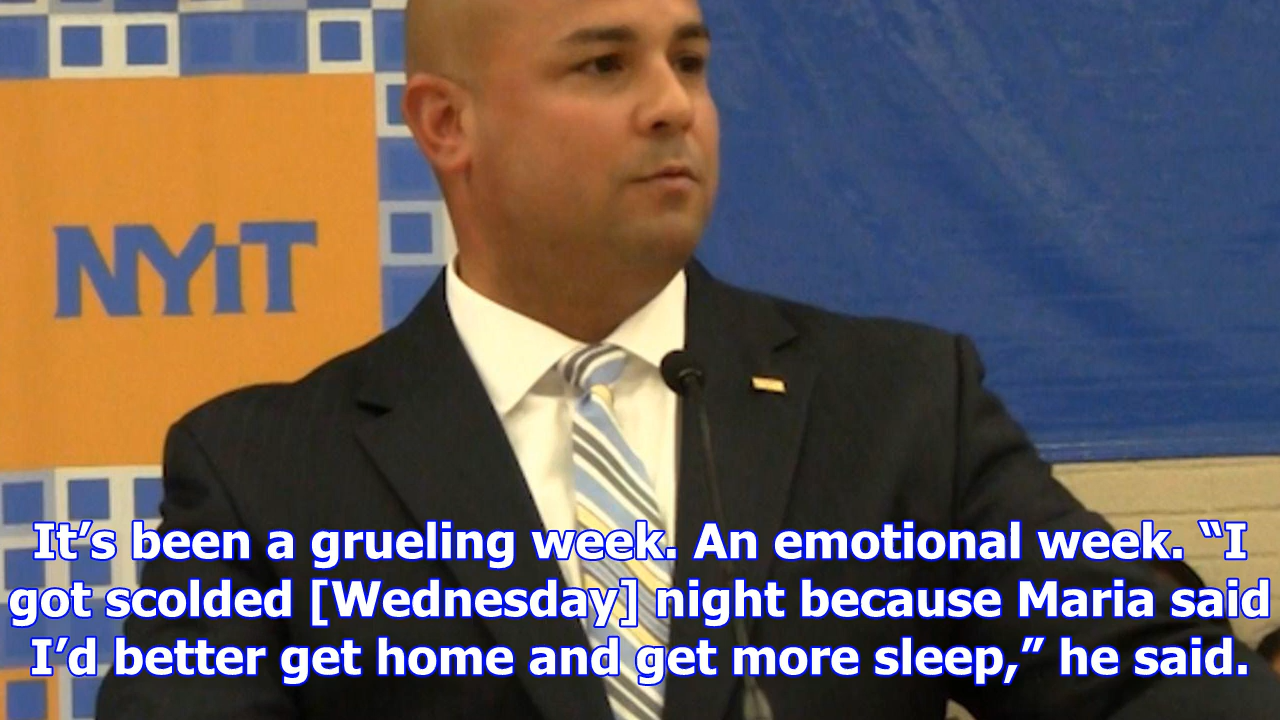 NYiT
It’s been a grueling week. An emotional week. “I
got scolded [Wednesday] night because Maria said
I’d better get home and get more sleep,” he said.